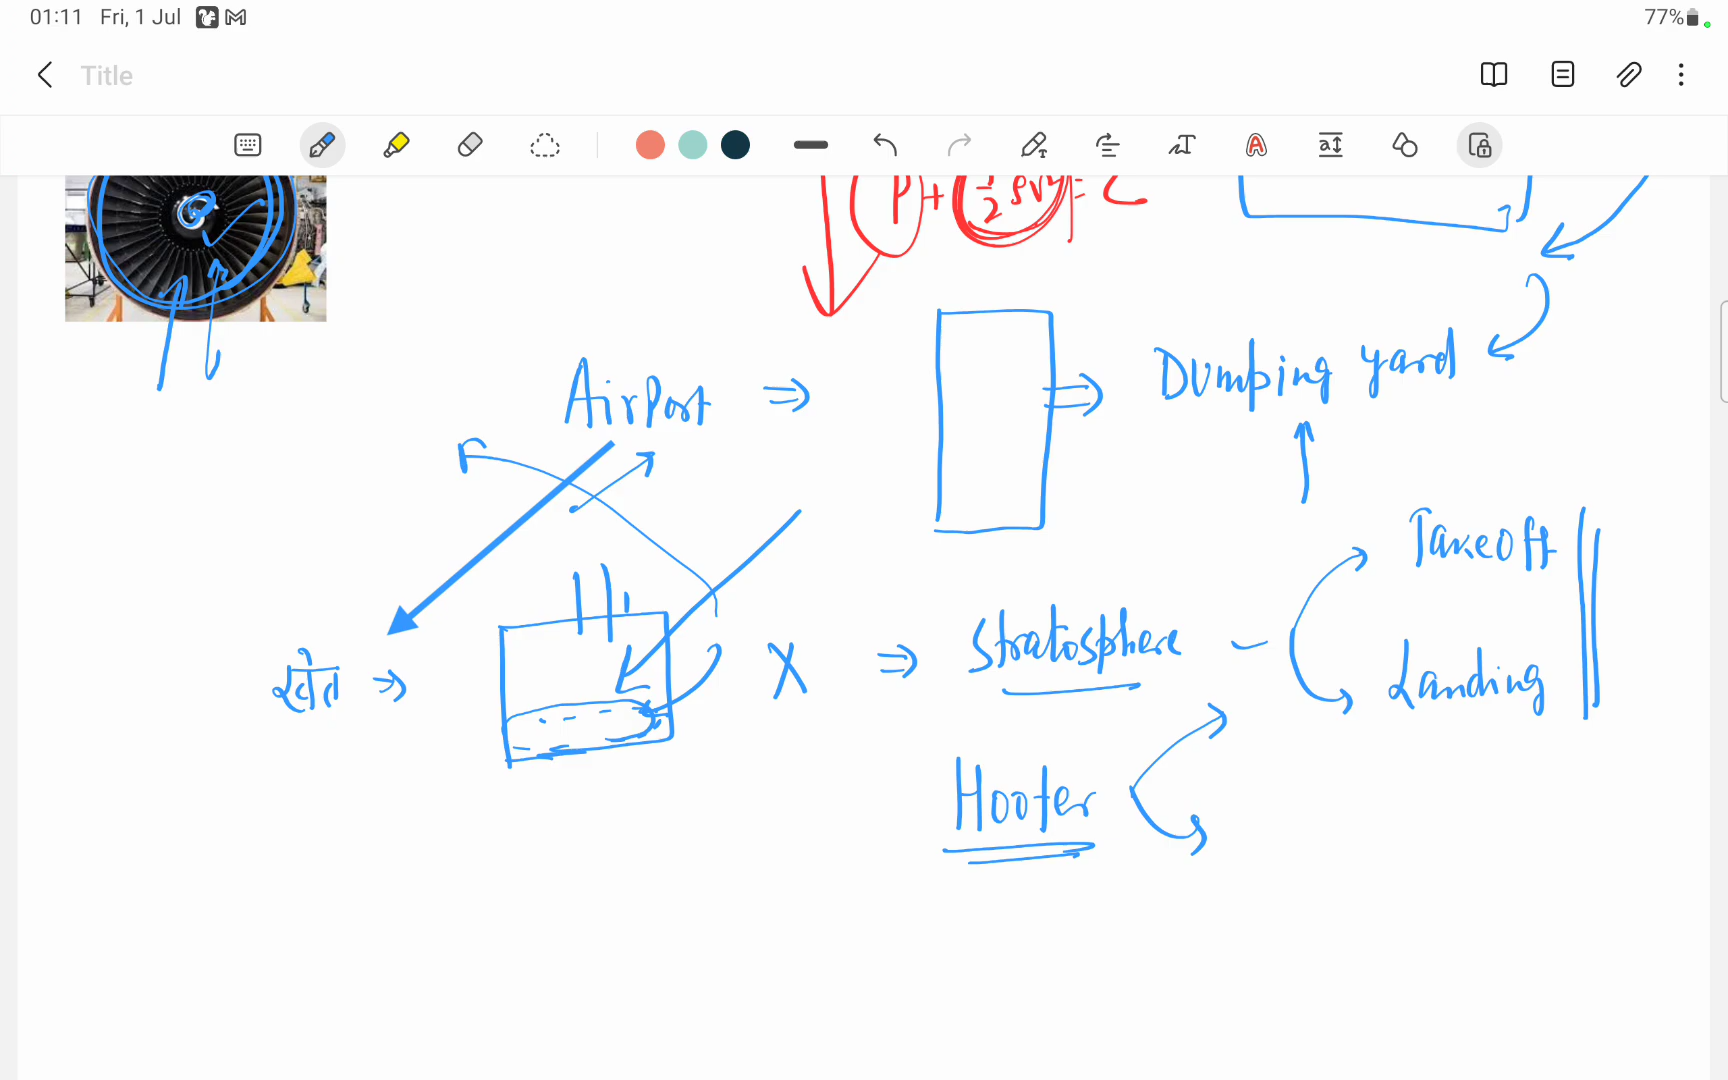 01:11 Fri, 1 Jul
77%
Title
P + 1/2 ρv² = C
Airport ⇒ ⇒ Dumping yard
Takeoff
⇒ Stratosphere - Landing
X
Hooter